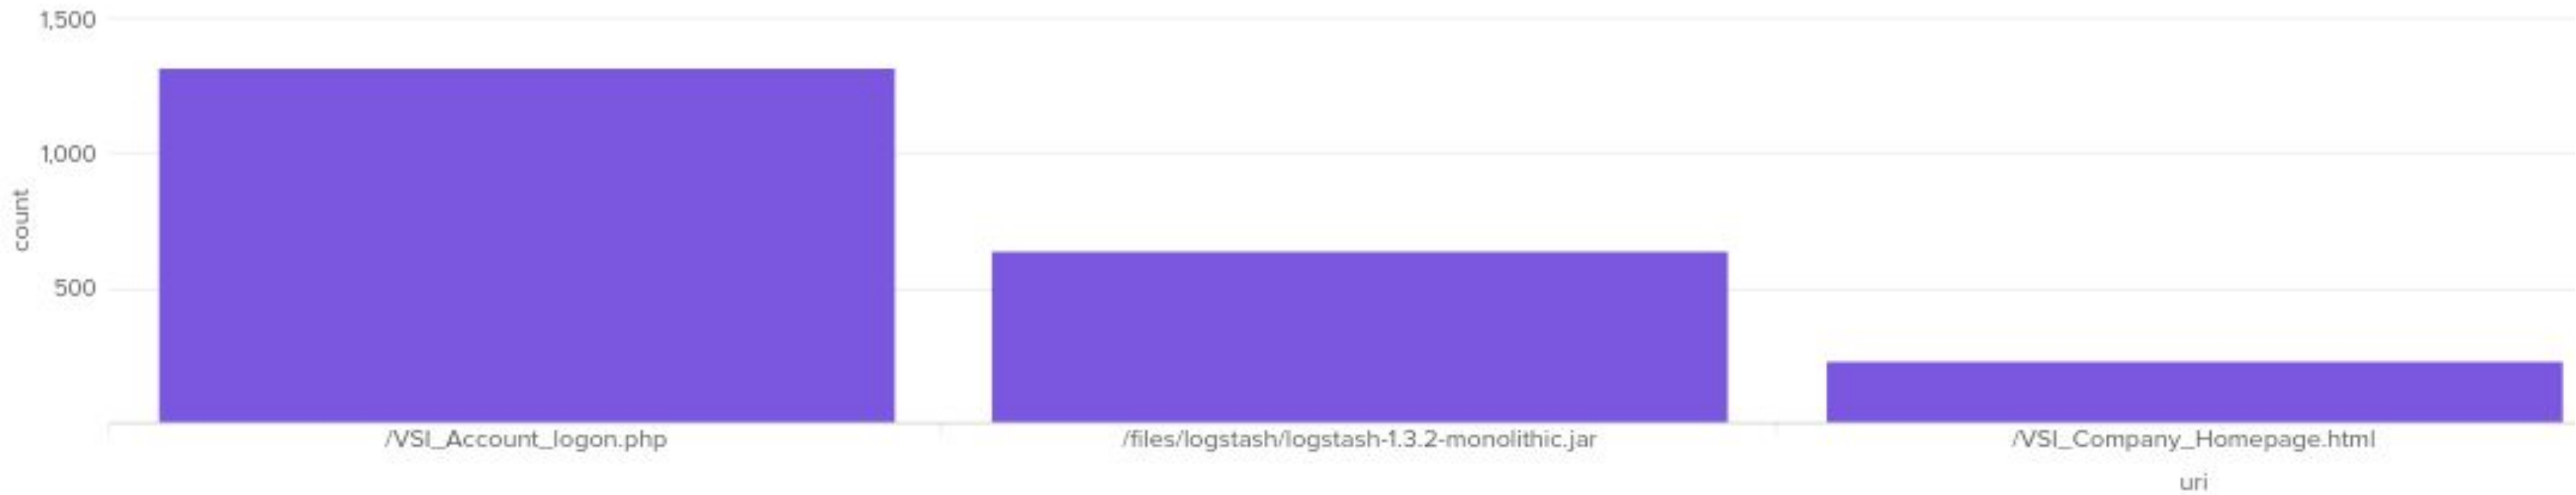 1,500
1,000
500
count
/VSI_Account_logon.php
/files/logstash/logstash-1.3.2-monolithic.jar
/VSI_Company_Homepage.html
uri